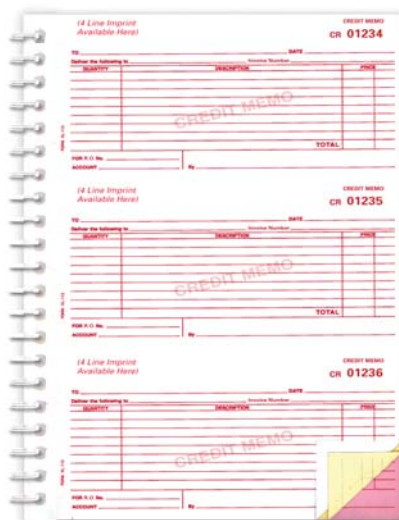 (4 Line Imprint
Available Here)
CREDIT MEMO
CR 01234
TO DATE
Deliver the following to Invoice Number
QUANTITY DESCRIPTION PRICE
CREDIT MEMO
TOTAL
FOR R.O. No.
ACCOUNT By
(4 Line Imprint
Available Here)
CREDIT MEMO
CR 01235
TO DATE
Deliver the following to Invoice Number
QUANTITY DESCRIPTION PRICE
CREDIT MEMO
TOTAL
FOR R.O. No.
ACCOUNT By
(4 Line Imprint
Available Here)
CREDIT MEMO
CR 01236
TO DATE
Deliver the following to Invoice Number
QUANTITY DESCRIPTION PRICE
CREDIT MEMO
FOR R.O. No.
ACCOUNT By